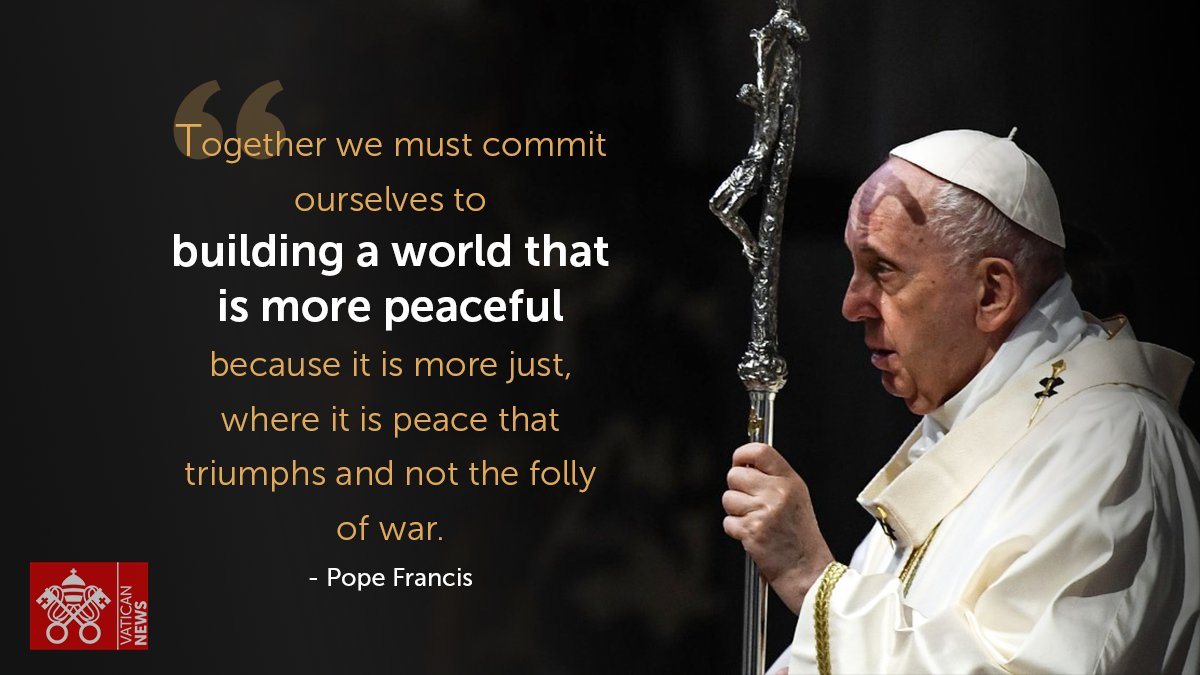 “
Together we must commit
ourselves to
building a world that
is more peaceful
because it is more just,
where it is peace that
triumphs and not the folly
of war.
- Pope Francis
VATICAN
NEWS